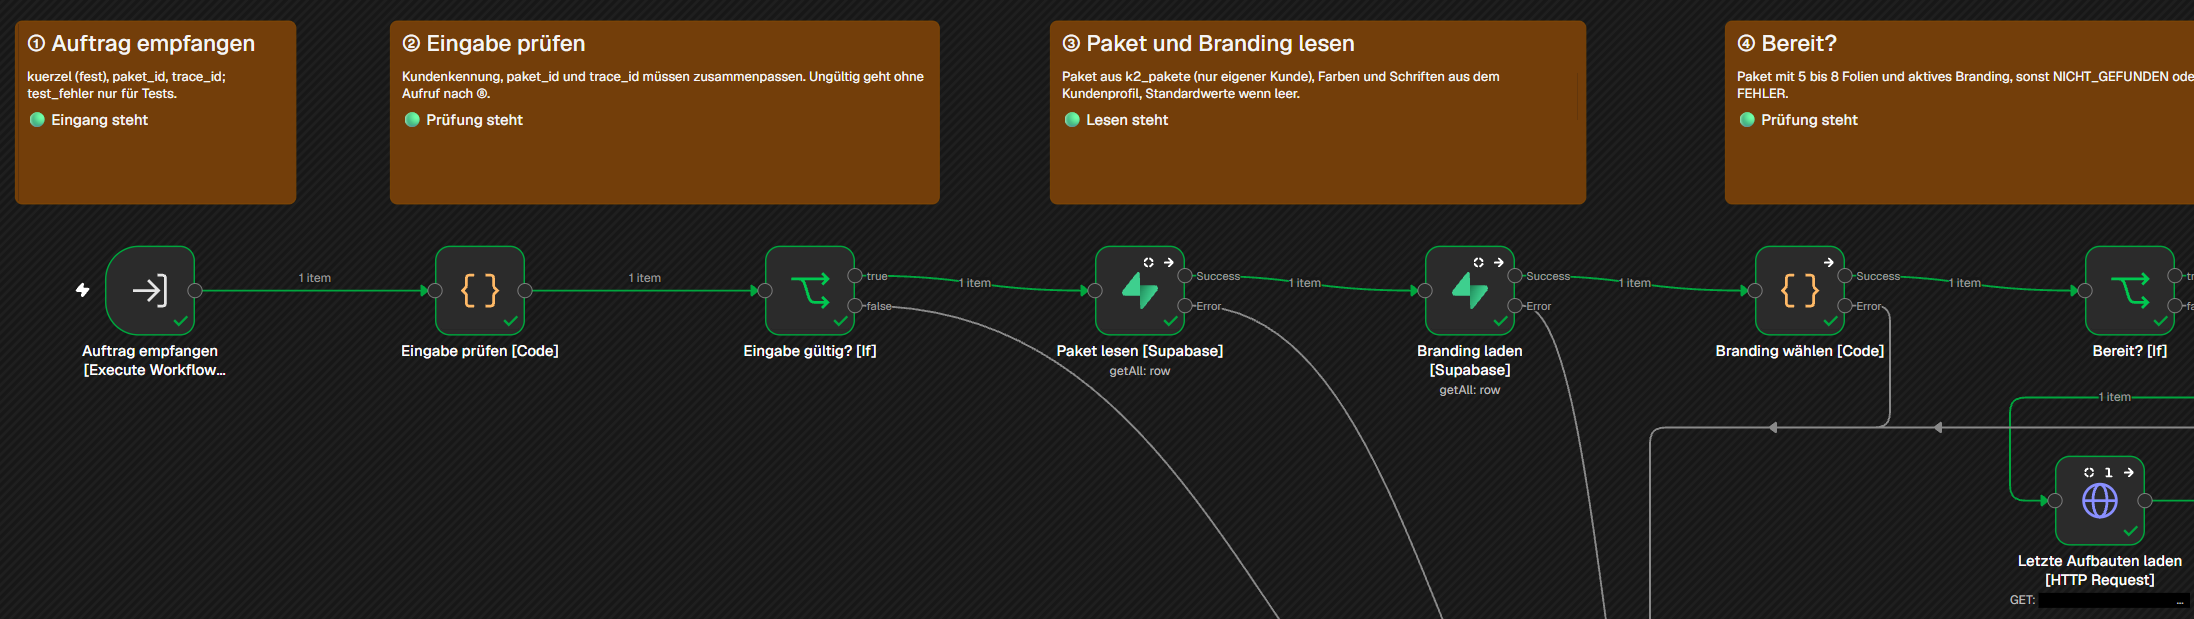 ① Auftrag empfangen
kuerzel (fest), paket_id, trace_id;
test_fehler nur für Tests.
Eingang steht
② Eingabe prüfen
Kundenkennung, paket_id und trace_id müssen zusammenpassen. Ungültig geht ohne
Aufruf nach ⑧.
Prüfung steht
③ Paket und Branding lesen
Paket aus k2_pakete (nur eigener Kunde), Farben und Schriften aus dem
Kundenprofil, Standardwerte wenn leer.
Lesen steht
④ Bereit?
Paket mit 5 bis 8 Folien und aktives Branding, sonst NICHT_GEFUNDEN ode
FEHLER.
Prüfung steht
1 item
1 item
true
false
1 item
Success
Error
1 item
Success
Error
1 item
Success
Error
1 item
tr
fa
Auftrag empfangen
[Execute Workflow...
Eingabe prüfen [Code]
Eingabe gültig? [If]
Paket lesen [Supabase]
getAll: row
Branding laden
[Supabase]
getAll: row
Branding wählen [Code]
Bereit? [If]
1 item
1
Letzte Aufbauten laden
[HTTP Request]
GET: ...